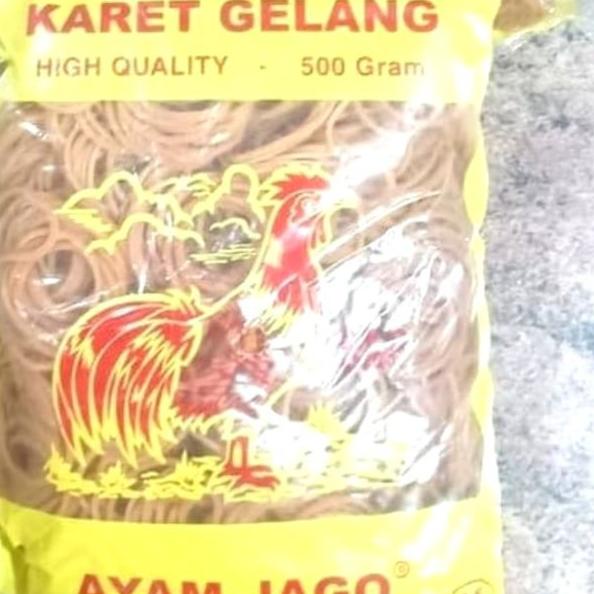 KARET GELANG
HIGH QUALITY - 500 Gram
AYAM JAGO©